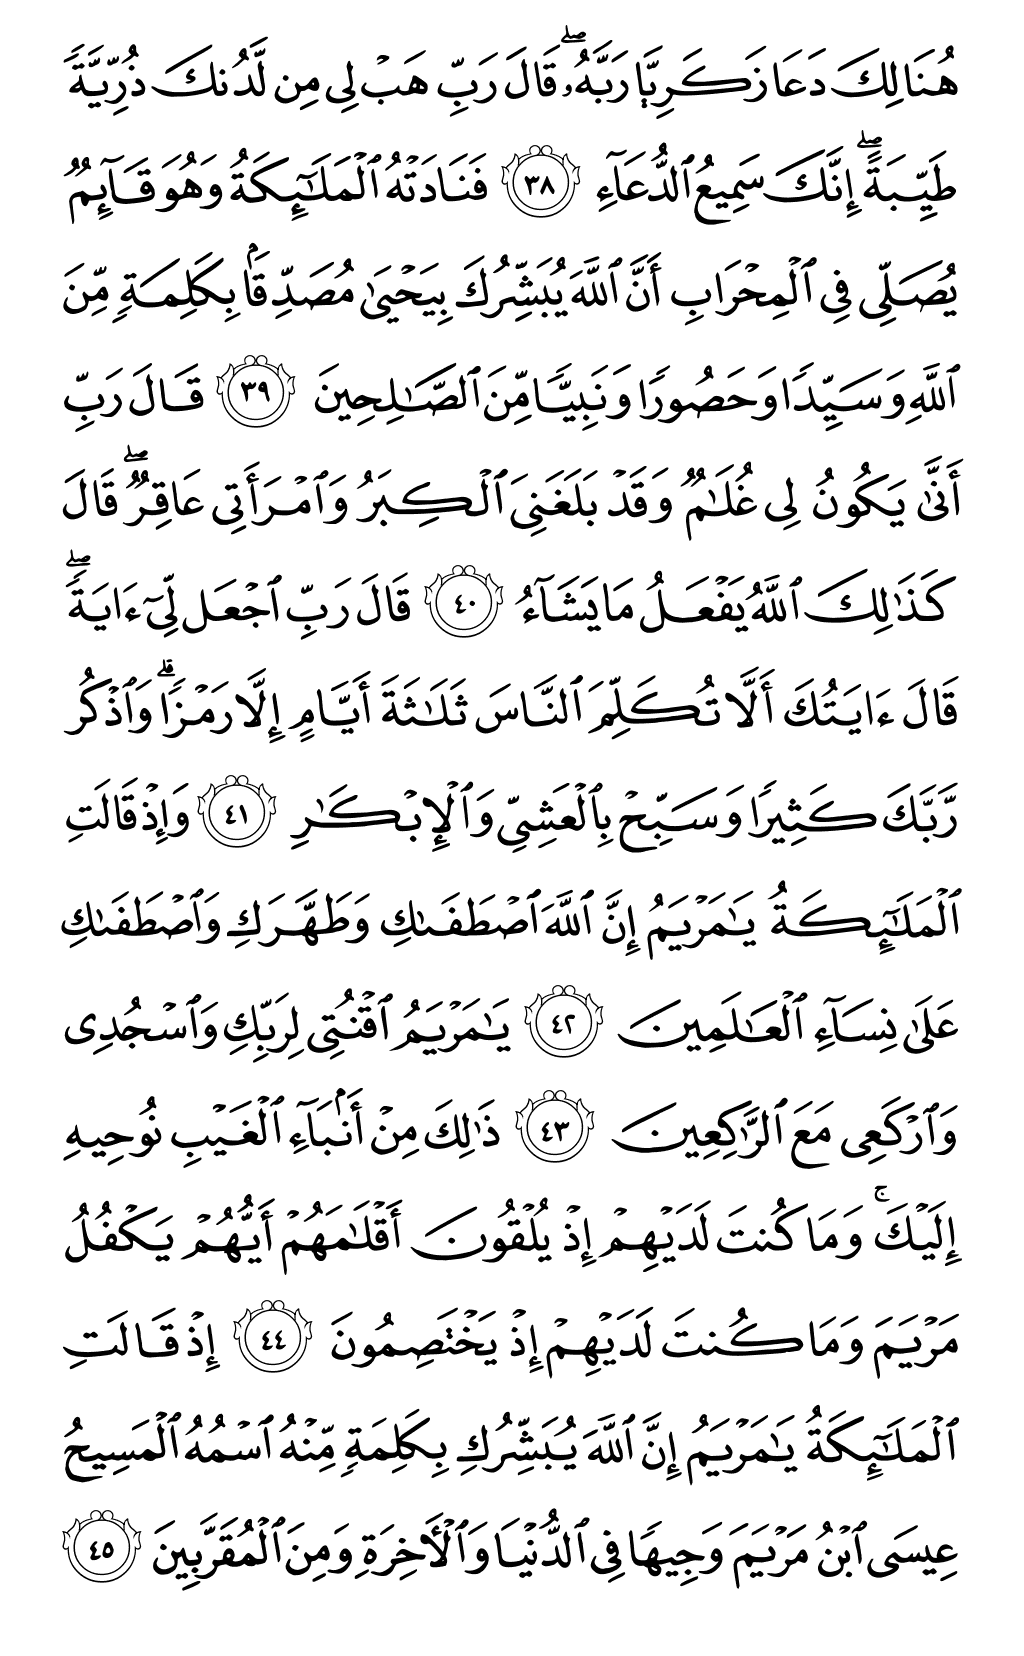 هُنَالِكَ دَعَا زَكَرِيَّا رَبَّهُۥۖ قَالَ رَبِّ هَبۡ لِي مِن لَّدُنكَ ذُرِّيَّةٗ
طَيِّبَةًۖ إِنَّكَ سَمِيعُ ٱلدُّعَآءِ ٣٨ فَنَادَتۡهُ ٱلۡمَلَٰٓئِكَةُ وَهُوَ قَآئِمٞ
يُصَلِّي فِي ٱلۡمِحۡرَابِ أَنَّ ٱللَّهَ يُبَشِّرُكَ بِيَحۡيَىٰ مُصَدِّقَۢا بِكَلِمَةٖ مِّنَ
ٱللَّهِ وَسَيِّدٗا وَحَصُورٗا وَنَبِيّٗا مِّنَ ٱلصَّٰلِحِينَ ٣٩ قَالَ رَبِّ
أَنَّىٰ يَكُونُ لِي غُلَٰمٞ وَقَدۡ بَلَغَنِيَ ٱلۡكِبَرُ وَٱمۡرَأَتِي عَاقِرٞۖ قَالَ
كَذَٰلِكَ ٱللَّهُ يَفۡعَلُ مَا يَشَآءُ ٤٠ قَالَ رَبِّ ٱجۡعَل لِّيٓ ءَايَةٗۖ
قَالَ ءَايَتُكَ أَلَّا تُكَلِّمَ ٱلنَّاسَ ثَلَٰثَةَ أَيَّامٍ إِلَّا رَمۡزٗاۗ وَٱذۡكُر
رَّبَّكَ كَثِيرٗا وَسَبِّحۡ بِٱلۡعَشِيِّ وَٱلۡإِبۡكَٰرِ ٤١ وَإِذۡ قَالَتِ
ٱلۡمَلَٰٓئِكَةُ يَٰمَرۡيَمُ إِنَّ ٱللَّهَ ٱصۡطَفَىٰكِ وَطَهَّرَكِ وَٱصۡطَفَىٰكِ
عَلَىٰ نِسَآءِ ٱلۡعَٰلَمِينَ ٤٢ يَٰمَرۡيَمُ ٱقۡنُتِي لِرَبِّكِ وَٱسۡجُدِي
وَٱرۡكَعِي مَعَ ٱلرَّٰكِعِينَ ٤٣ ذَٰلِكَ مِنۡ أَنۢبَآءِ ٱلۡغَيۡبِ نُوحِيهِ
إِلَيۡكَۚ وَمَا كُنتَ لَدَيۡهِمۡ إِذۡ يُلۡقُونَ أَقۡلَٰمَهُمۡ أَيُّهُمۡ يَكۡفُلُ
مَرۡيَمَ وَمَا كُنتَ لَدَيۡهِمۡ إِذۡ يَخۡتَصِمُونَ ٤٤ إِذۡ قَالَتِ
ٱلۡمَلَٰٓئِكَةُ يَٰمَرۡيَمُ إِنَّ ٱللَّهَ يُبَشِّرُكِ بِكَلِمَةٖ مِّنۡهُ ٱسۡمُهُ ٱلۡمَسِيحُ
عِيسَى ٱبۡنُ مَرۡيَمَ وَجِيهٗا فِي ٱلدُّنۡيَا وَٱلۡأٓخِرَةِ وَمِنَ ٱلۡمُقَرَّبِينَ ٤٥